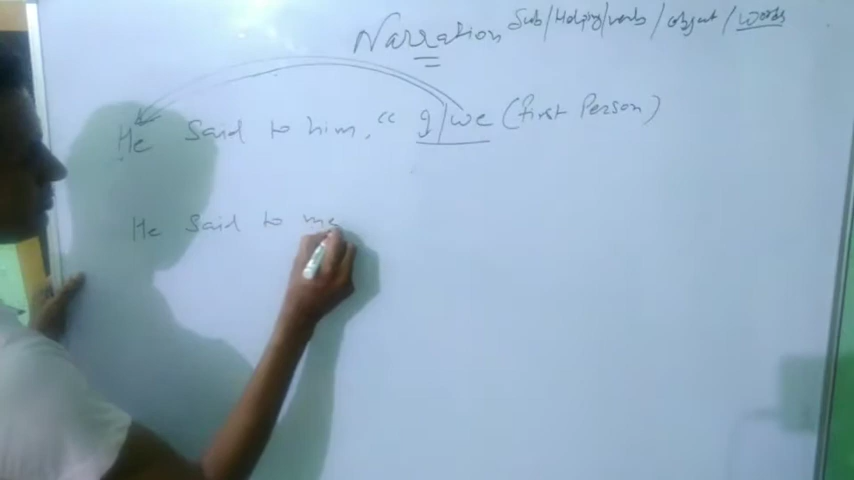 Narration Sub/Helping/verb/object/words
He said to him, " I/we (first Person)
He said to me